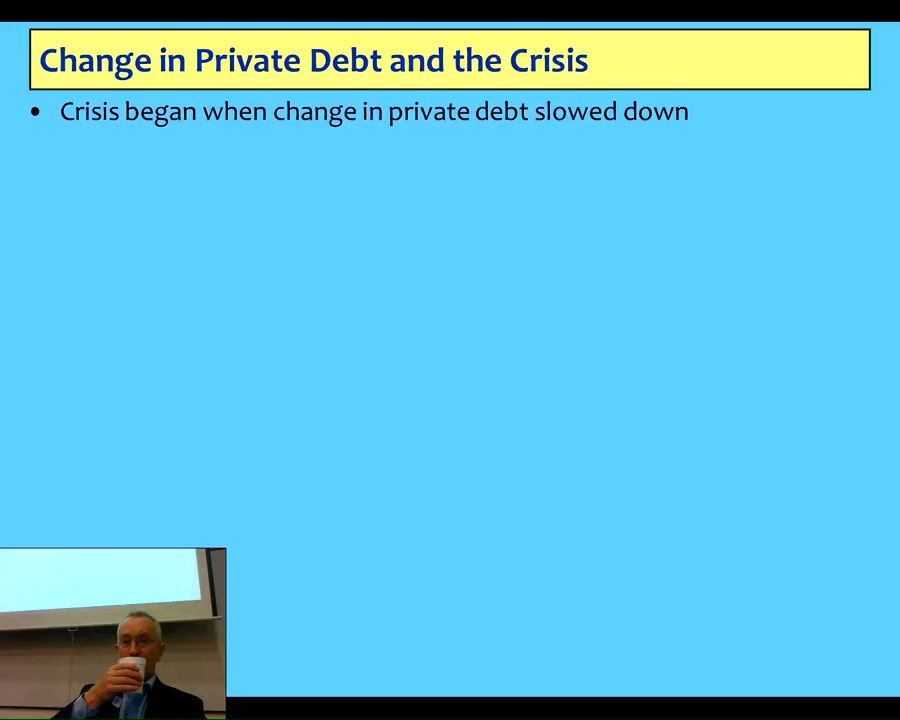 Change in Private Debt and the Crisis
• Crisis began when change in private debt slowed down